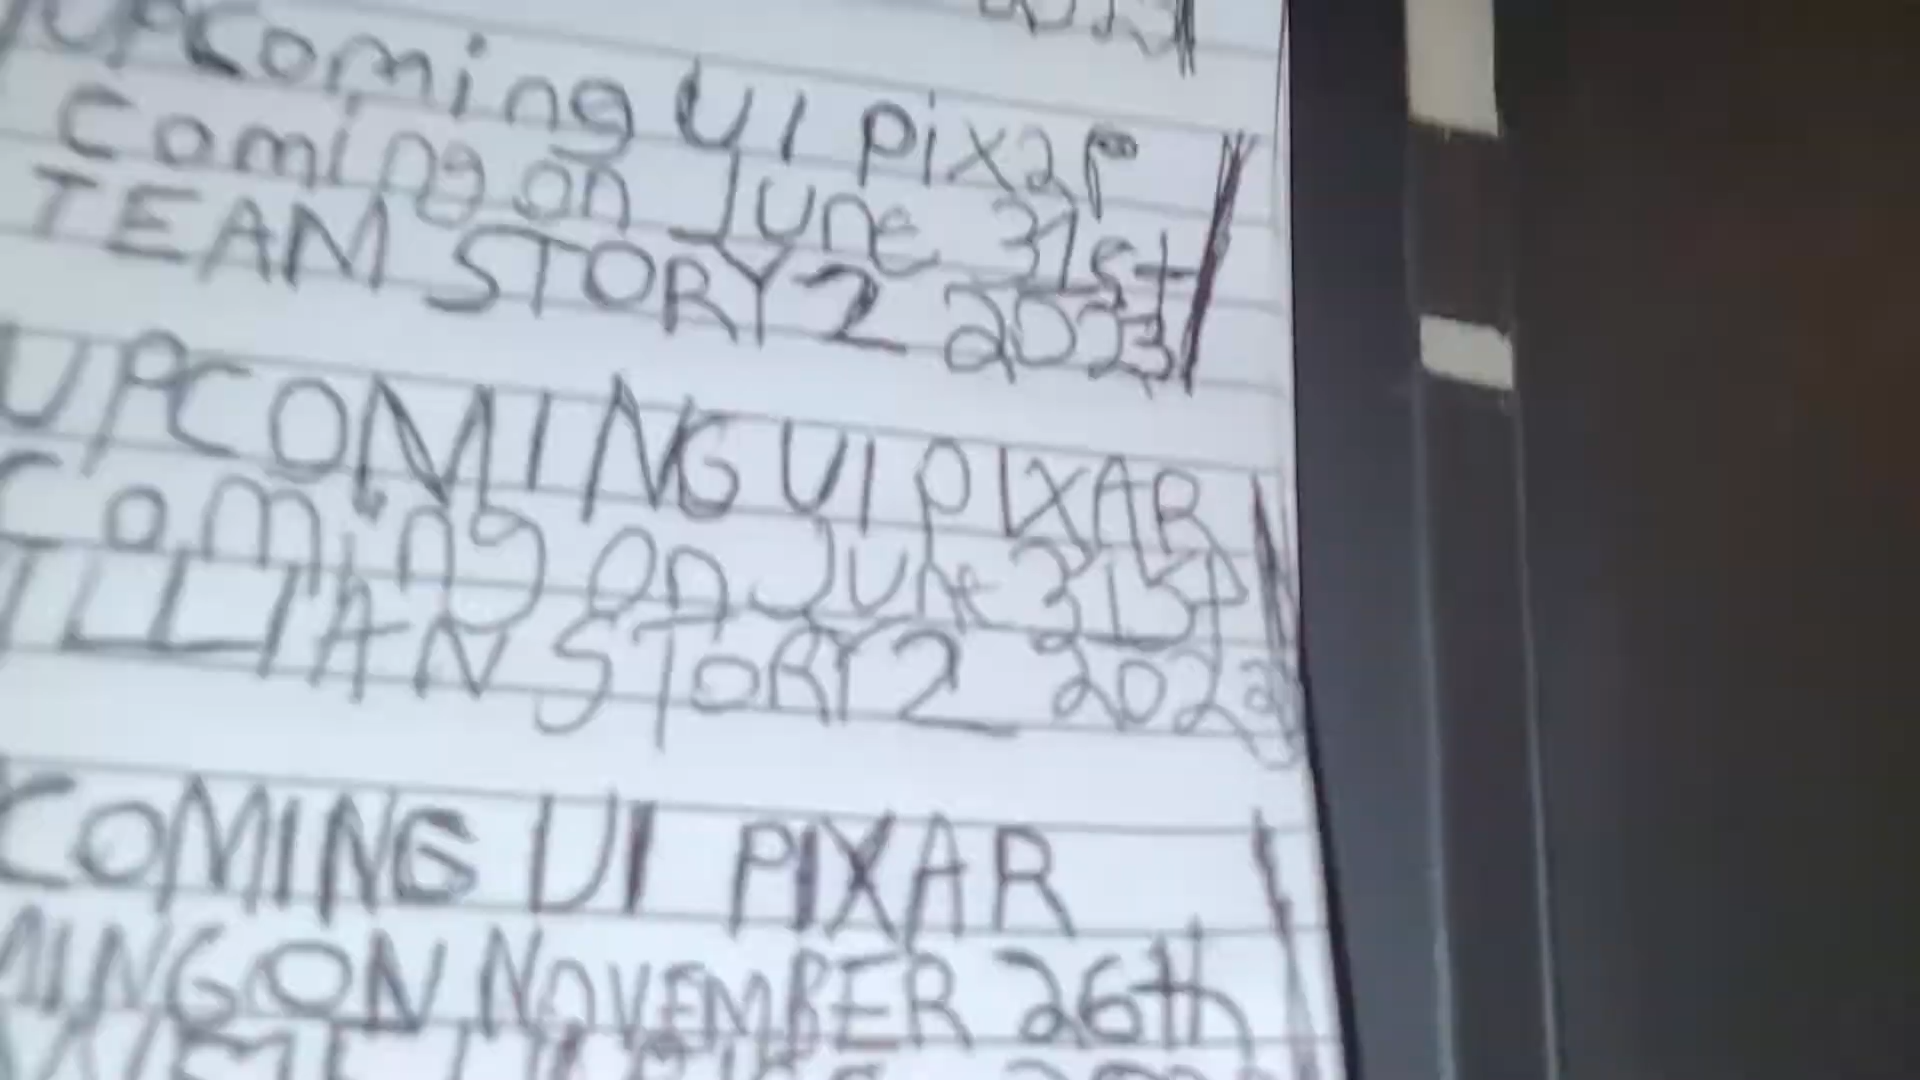 UPComing UI Pixar
Coming on June 31st
TEAM STORY 2 2023
UPCOMING UI PIXAR
Coming on June 31st
ILLIAN STORY 2 2023
COMING UI PIXAR
MING ON NOVEMBER 26th